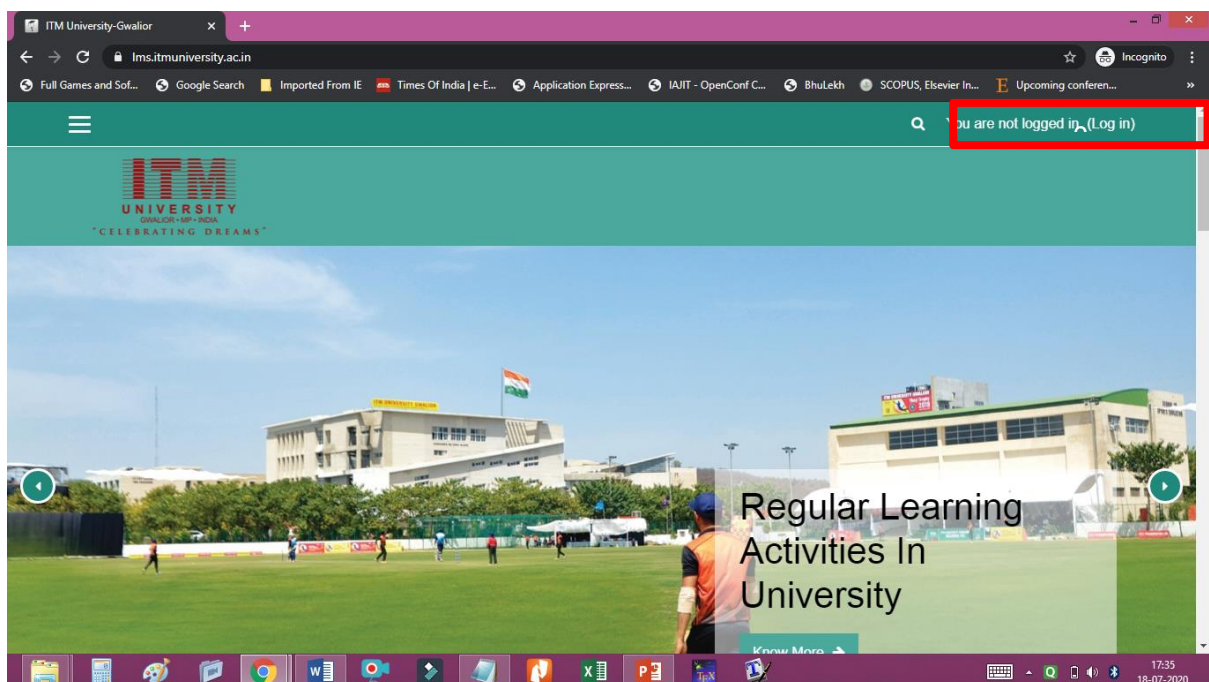 ITM University-Gwalior
lms.itmuniversity.ac.in
Incognito
Full Games and Sof...
Google Search
Imported From IE
Times Of India | e-E...
Application Express...
IAJIT - OpenConf C...
BhuLekh
SCOPUS, Elsevier In...
Upcoming conferen...
You are not logged in. (Log in)
ITM
UNIVERSITY
GWALIOR • MP • INDIA
"CELEBRATING DREAMS"
ITM UNIVERSITY GWALIOR
Regular Learning
Activities In
University
Know More
17:35
18-07-2020